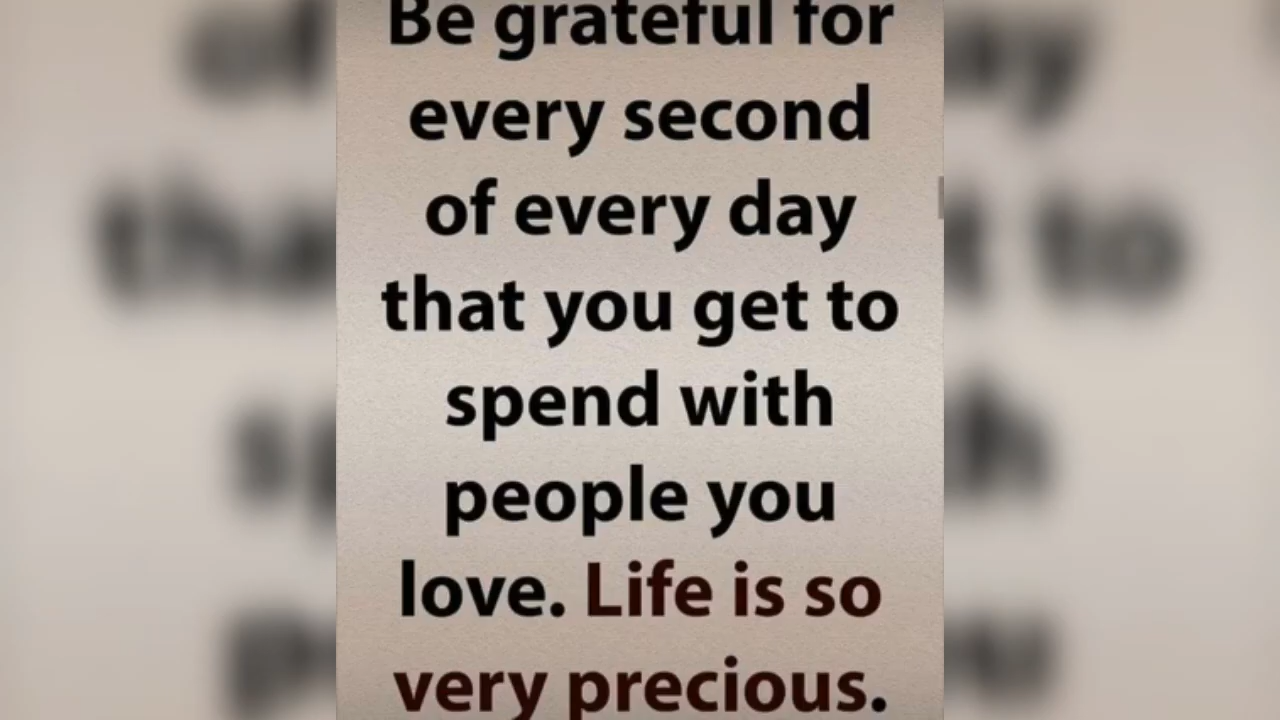 Be grateful for
every second
of every day
that you get to
spend with
people you
love. Life is so
very precious.